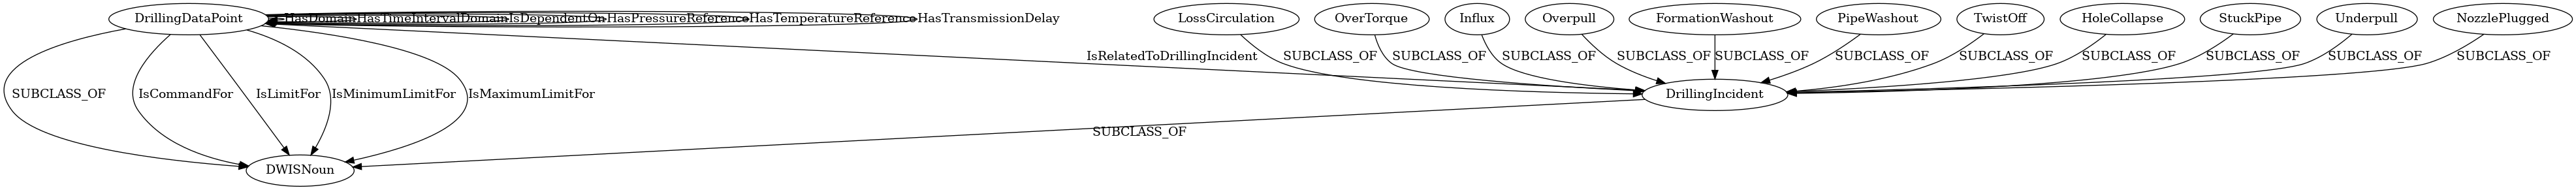 DrillingDataPoint
HasDomain
HasTimeIntervalDomain
IsDependentOn
HasPressureReference
HasTemperatureReference
HasTransmissionDelay
LossCirculation
OverTorque
Influx
Overpull
FormationWashout
PipeWashout
TwistOff
HoleCollapse
StuckPipe
Underpull
NozzlePlugged
IsRelatedToDrillingIncident
SUBCLASS_OF
SUBCLASS_OF
SUBCLASS_OF
SUBCLASS_OF
SUBCLASS_OF
SUBCLASS_OF
SUBCLASS_OF
SUBCLASS_OF
SUBCLASS_OF
SUBCLASS_OF
SUBCLASS_OF
SUBCLASS_OF
IsCommandFor
IsLimitFor
IsMinimumLimitFor
IsMaximumLimitFor
DrillingIncident
SUBCLASS_OF
DWISNoun